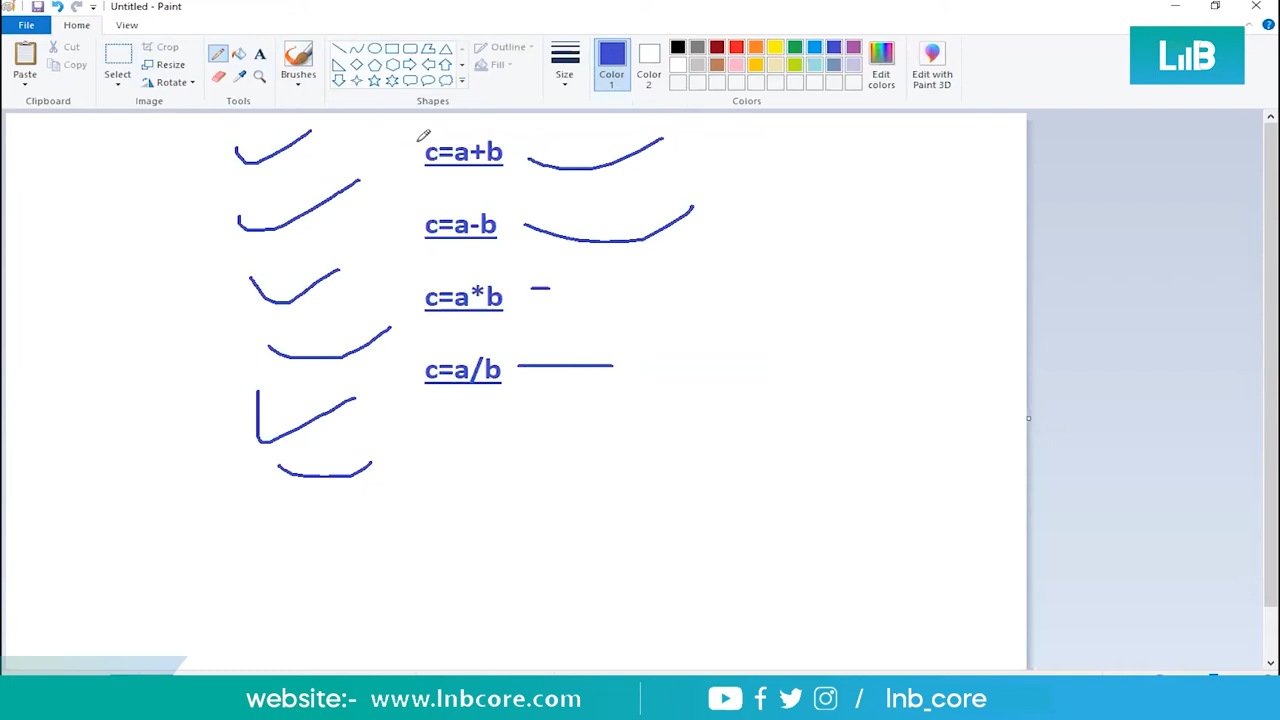 Untitled - Paint
File Home View
Paste
Cut
Copy
Clipboard
Select
Crop
Resize
Rotate
Image
A
Tools
Brushes
Outline
Fill
Shapes
Size
Color 1
Color 2
Edit colors
Edit with Paint 3D
Colors
LNB
c=a+b
c=a-b
c=a*b
c=a/b
website:- www.lnbcore.com
lnb_core